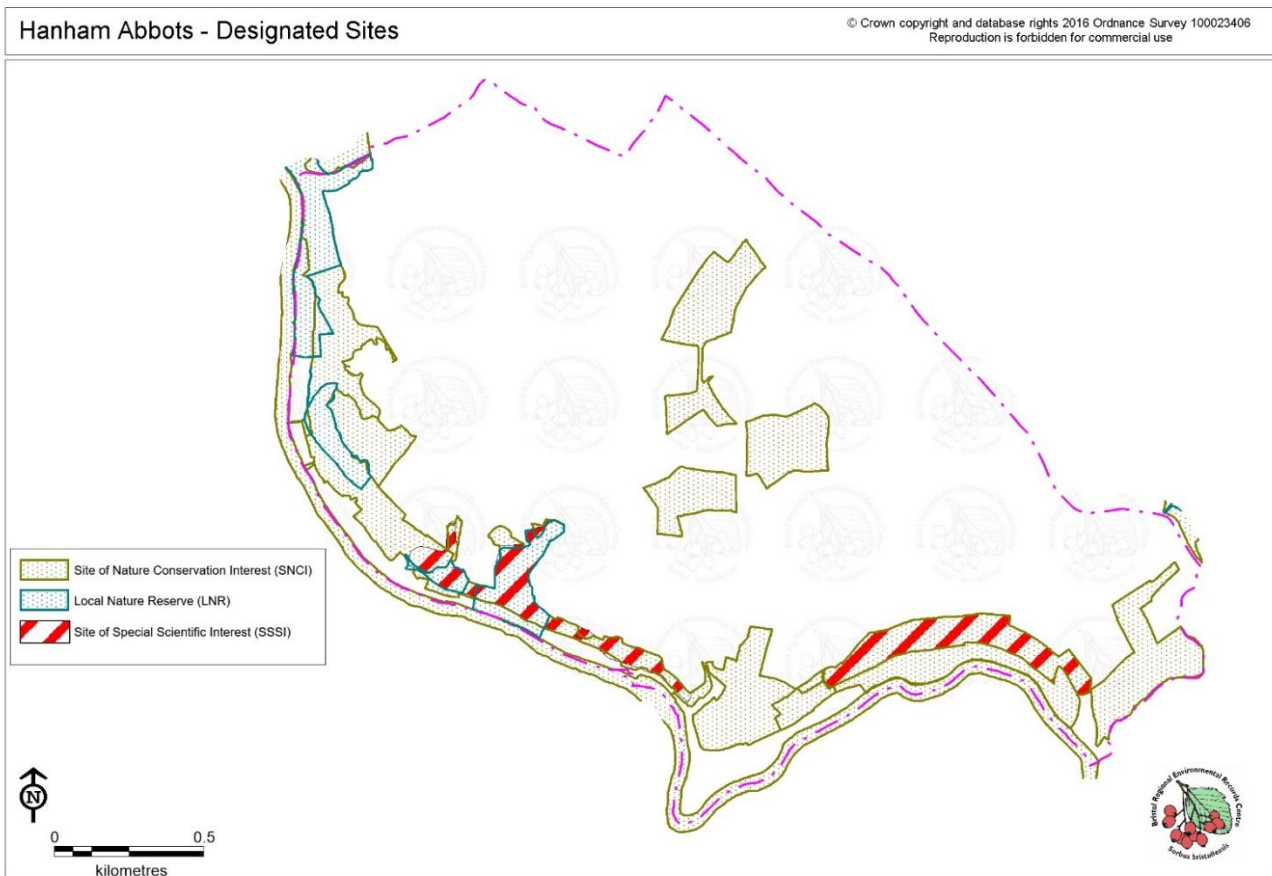 Hanham Abbots - Designated Sites
© Crown copyright and database rights 2016 Ordnance Survey 100023406
Reproduction is forbidden for commercial use
Site of Nature Conservation Interest (SNCI)
Local Nature Reserve (LNR)
Site of Special Scientific Interest (SSSI)
N
0 0.5
kilometres
Bristol Regional Environmental Records Centre
Sorbus bristoliensis